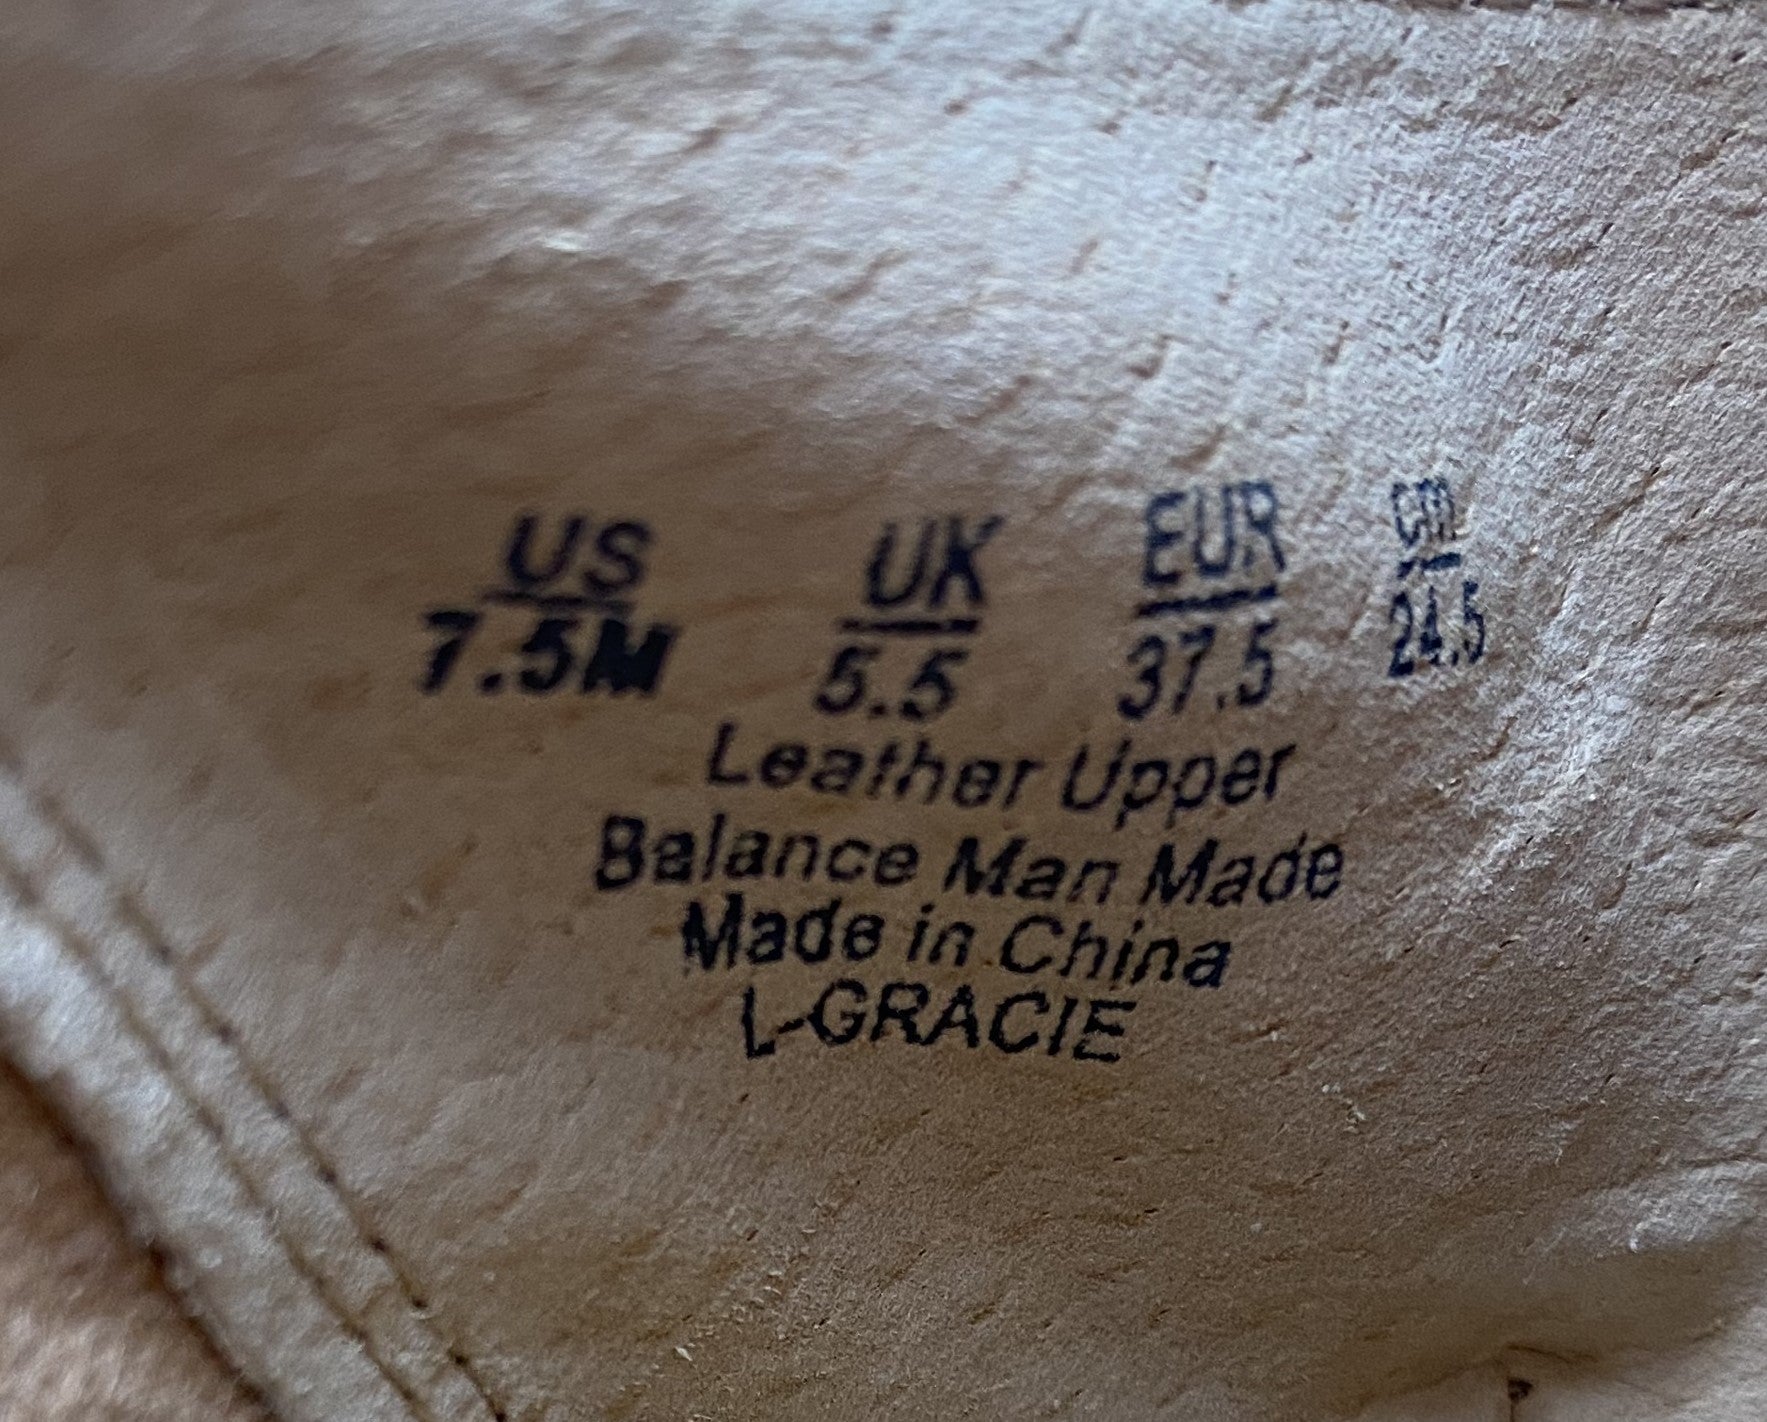 US UK EUR cm
7.5M 5.5 37.5 24.5
Leather Upper
Balance Man Made
Made in China
L-GRACIE